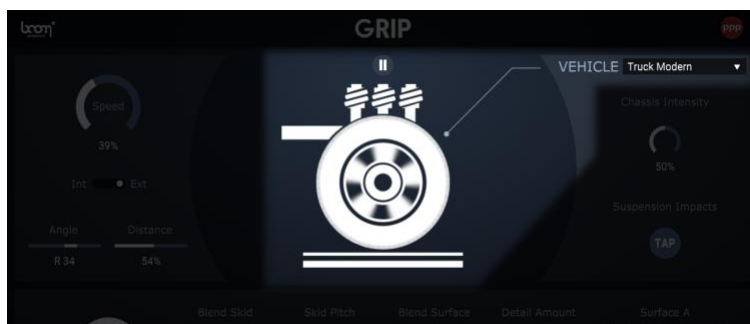 boom
GRIP
ppp
VEHICLE Truck Modern
Speed
39%
Int Ext
Angle Distance
R 34 54%
Chassis Intensity
50%
Suspension Impacts
TAP
Blend Skid Skid Pitch Blend Surface Detail Amount Surface A